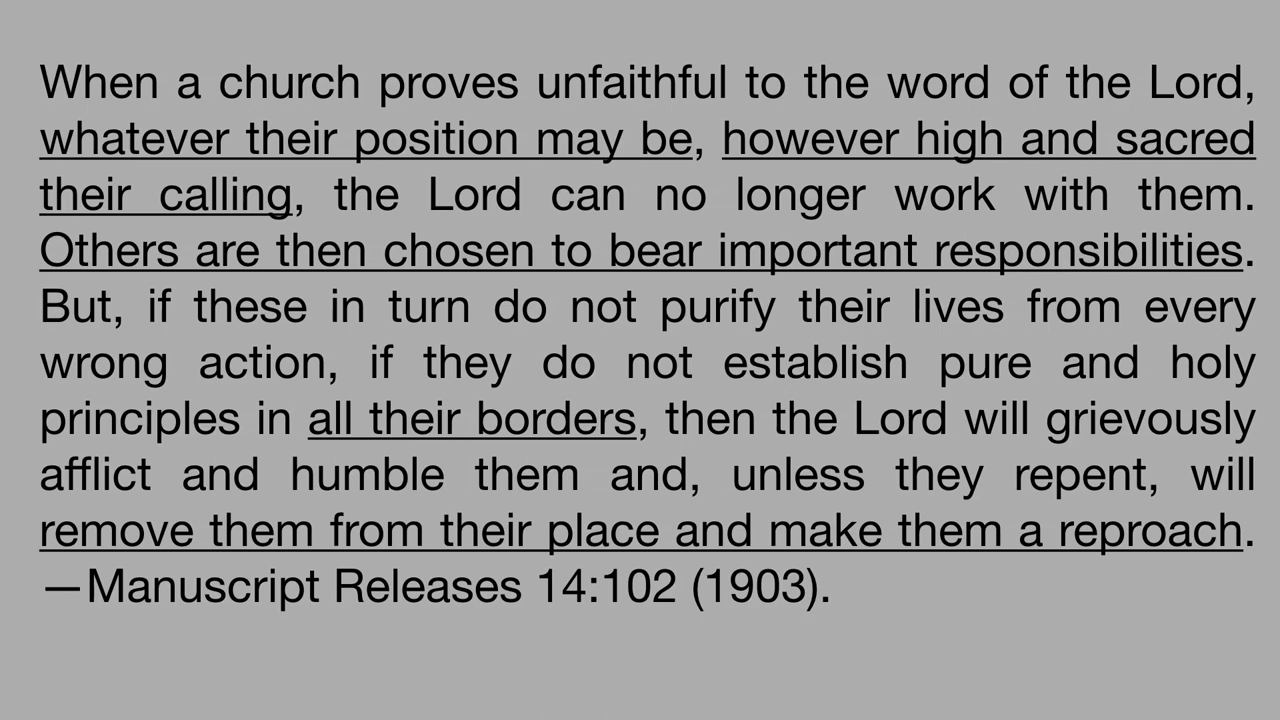 When a church proves unfaithful to the word of the Lord,
whatever their position may be, however high and sacred
their calling, the Lord can no longer work with them.
Others are then chosen to bear important responsibilities.
But, if these in turn do not purify their lives from every
wrong action, if they do not establish pure and holy
principles in all their borders, then the Lord will grievously
afflict and humble them and, unless they repent, will
remove them from their place and make them a reproach.
—Manuscript Releases 14:102 (1903).